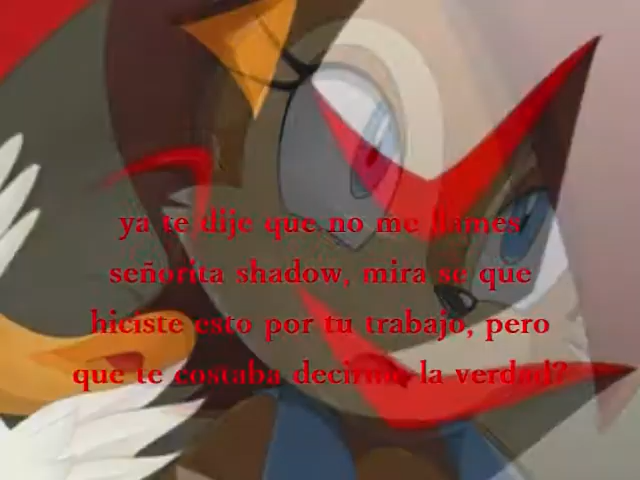 ya te dije que no me llames
señorita shadow, mira se que
hiciste esto por tu trabajo, pero
que te costaba decirme la verdad?